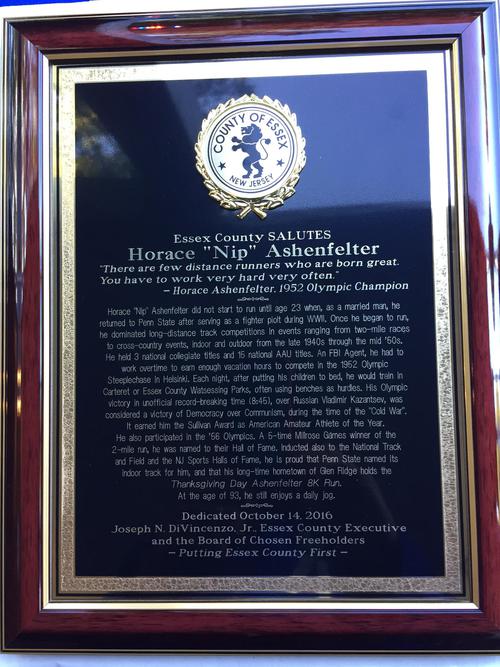 COUNTY OF ESSEX
NEW JERSEY
Essex County SALUTES
Horace "Nip" Ashenfelter
"There are few distance runners who are born great.
You have to work very hard very often."
– Horace Ashenfelter, 1952 Olympic Champion
Horace "Nip" Ashenfelter did not start to run until age 23 when, as a married man, he
returned to Penn State after serving as a fighter pilot during WWII. Once he began to run,
he dominated long-distance track competitions in events ranging from two-mile races
to cross-country events, indoor and outdoor from the late 1940s through the mid '50s.
He held 3 national collegiate titles and 15 national AAU titles. An FBI Agent, he had to
work overtime to earn enough vacation hours to compete in the 1952 Olympic
Steeplechase in Helsinki. Each night, after putting his children to bed, he would train in
Carteret or Essex County Watsessing Parks, often using benches as hurdles. His Olympic
victory in unofficial record-breaking time (8:45), over Russian Vladimir Kazantsev, was
considered a victory of Democracy over Communism, during the time of the "Cold War".
It earned him the Sullivan Award as American Amateur Athlete of the Year.
He also participated in the '56 Olympics. A 5-time Millrose Games winner of the
2-mile run, he was named to their Hall of Fame. Inducted also to the National Track
and Field and the NJ Sports Halls of Fame, he is proud that Penn State named its
indoor track for him, and that his long-time hometown of Glen Ridge holds the
Thanksgiving Day Ashenfelter 8K Run.
At the age of 93, he still enjoys a daily jog.
Dedicated October 14, 2016
Joseph N. DiVincenzo, Jr., Essex County Executive
and the Board of Chosen Freeholders
– Putting Essex County First –